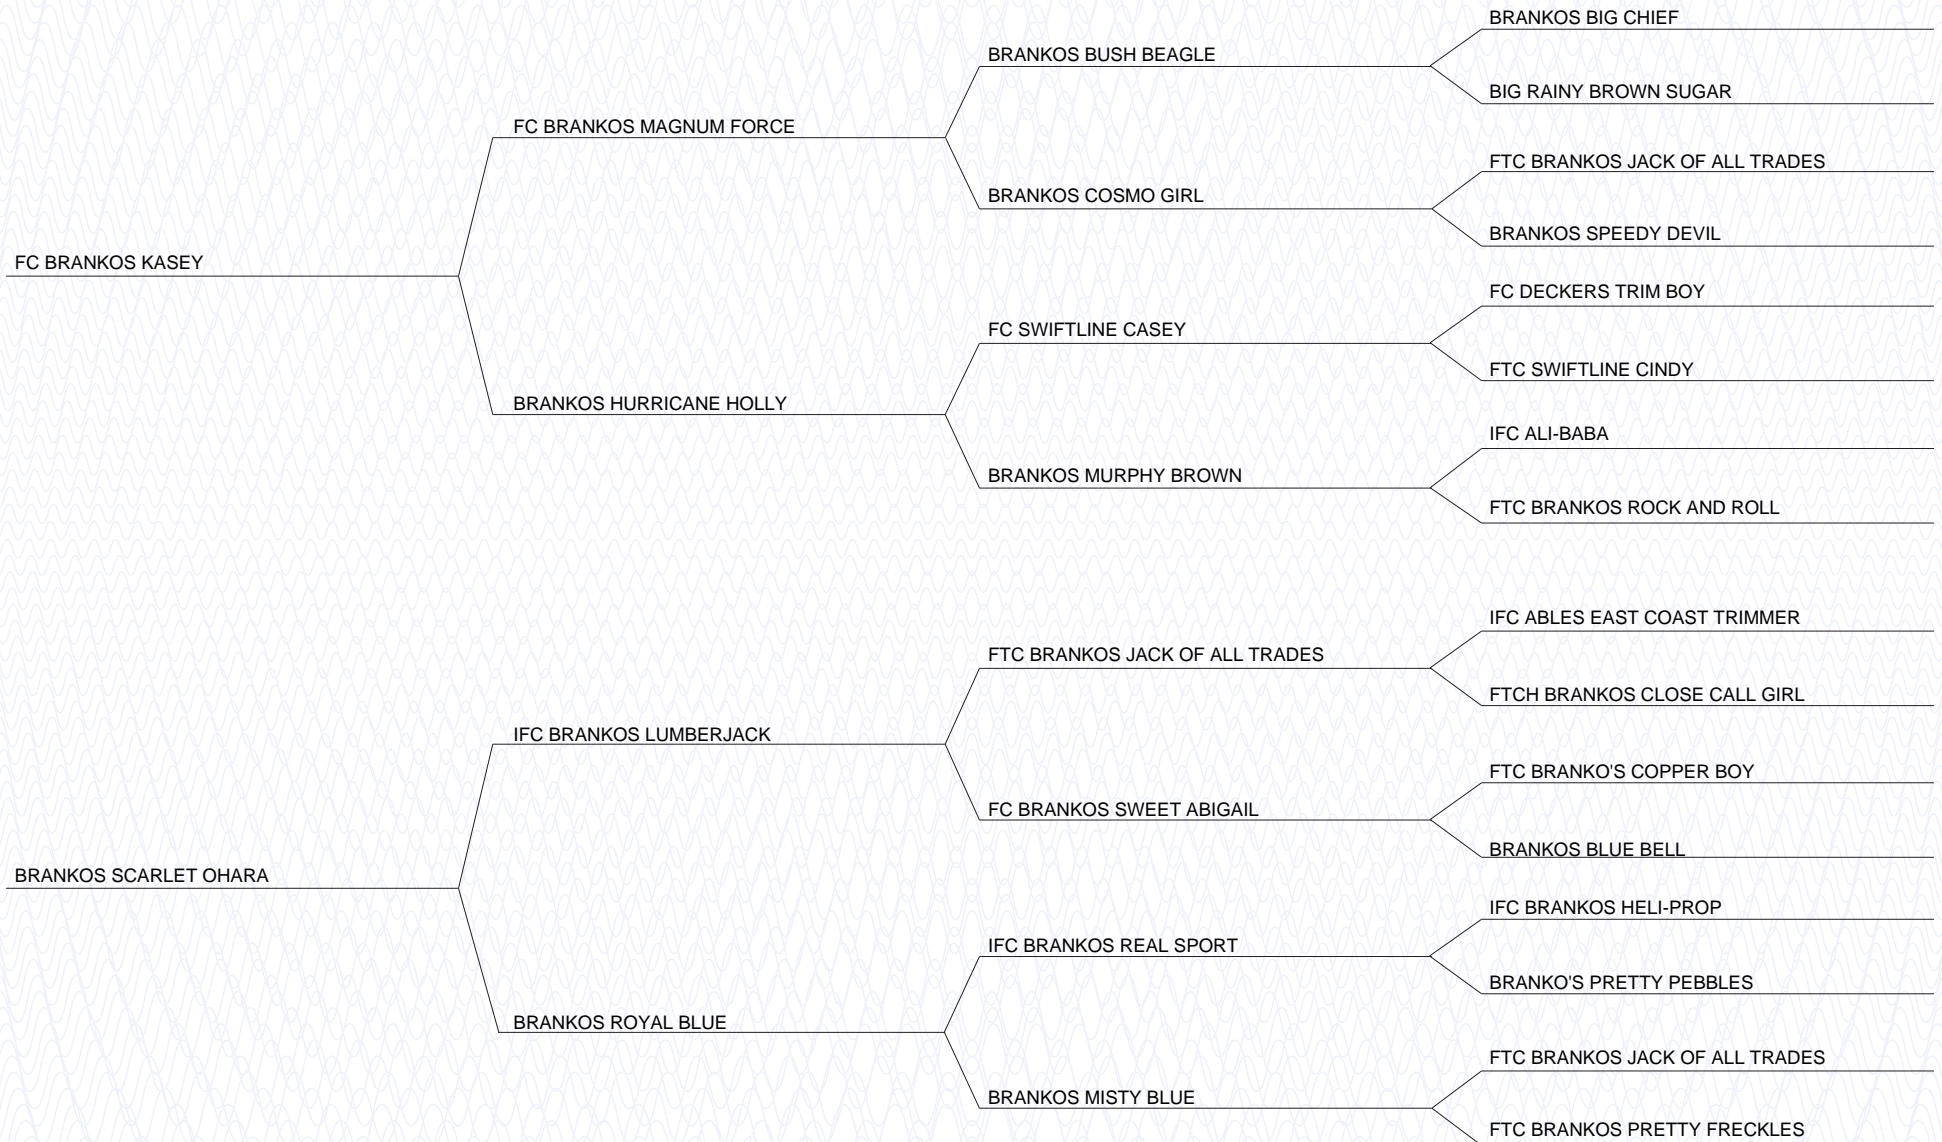 BRANKOS BIG CHIEF
BRANKOS BUSH BEAGLE
BIG RAINY BROWN SUGAR
FC BRANKOS MAGNUM FORCE
FTC BRANKOS JACK OF ALL TRADES
BRANKOS COSMO GIRL
BRANKOS SPEEDY DEVIL
FC BRANKOS KASEY
FC DECKERS TRIM BOY
FC SWIFTLINE CASEY
FTC SWIFTLINE CINDY
BRANKOS HURRICANE HOLLY
IFC ALI-BABA
BRANKOS MURPHY BROWN
FTC BRANKOS ROCK AND ROLL
IFC ABLES EAST COAST TRIMMER
FTC BRANKOS JACK OF ALL TRADES
FTCH BRANKOS CLOSE CALL GIRL
IFC BRANKOS LUMBERJACK
FTC BRANKO'S COPPER BOY
FC BRANKOS SWEET ABIGAIL
BRANKOS BLUE BELL
BRANKOS SCARLET OHARA
IFC BRANKOS HELI-PROP
IFC BRANKOS REAL SPORT
BRANKO'S PRETTY PEBBLES
BRANKOS ROYAL BLUE
FTC BRANKOS JACK OF ALL TRADES
BRANKOS MISTY BLUE
FTC BRANKOS PRETTY FRECKLES